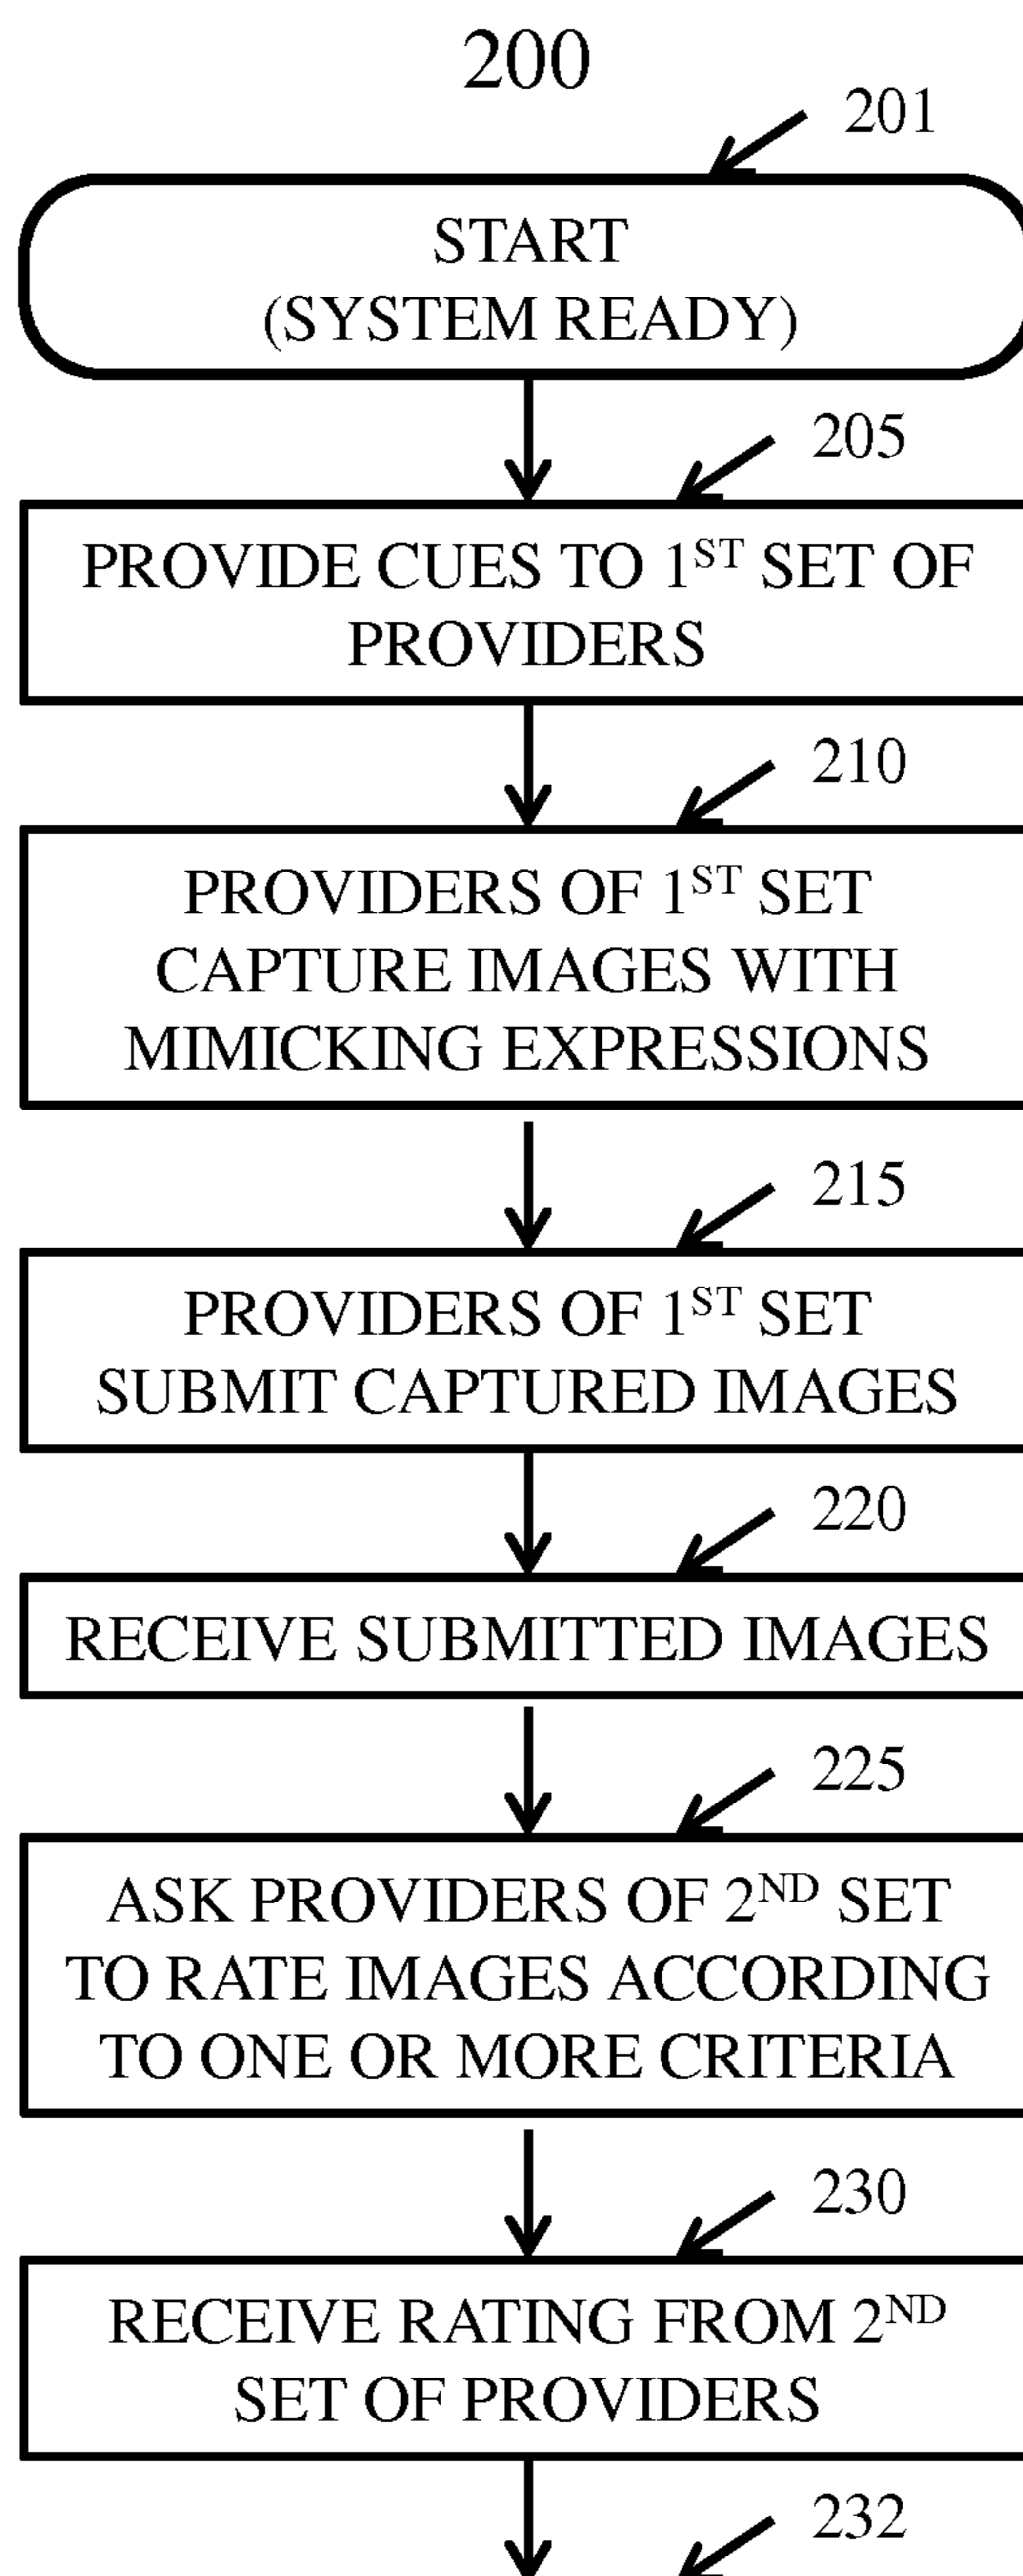 200
201
START
(SYSTEM READY)
205
PROVIDE CUES TO 1ST SET OF
PROVIDERS
210
PROVIDERS OF 1ST SET
CAPTURE IMAGES WITH
MIMICKING EXPRESSIONS
215
PROVIDERS OF 1ST SET
SUBMIT CAPTURED IMAGES
220
RECEIVE SUBMITTED IMAGES
225
ASK PROVIDERS OF 2ND SET
TO RATE IMAGES ACCORDING
TO ONE OR MORE CRITERIA
230
RECEIVE RATING FROM 2ND
SET OF PROVIDERS
232